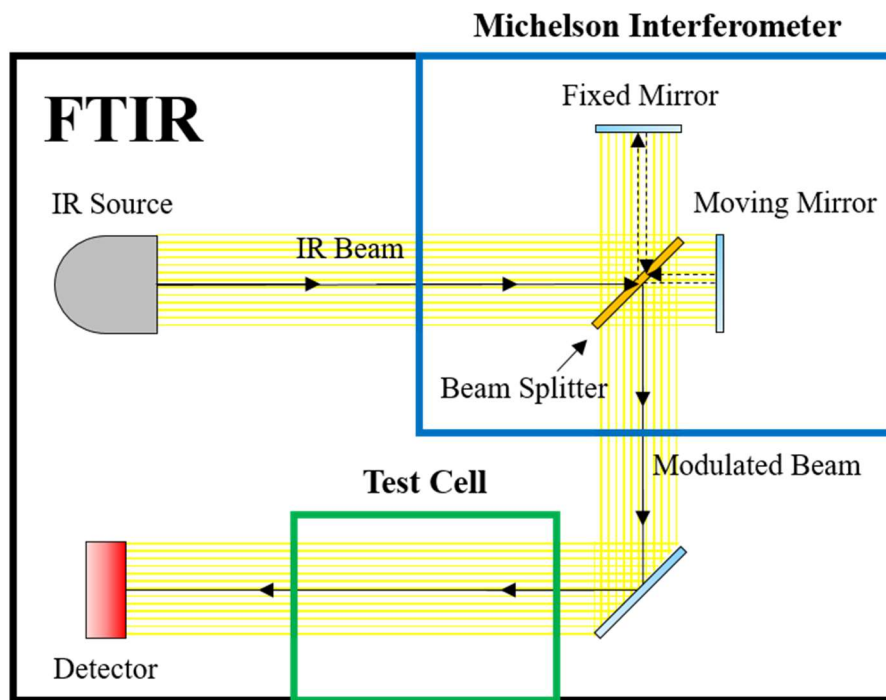 Michelson Interferometer
FTIR
Fixed Mirror
IR Source
Moving Mirror
IR Beam
Beam Splitter
Modulated Beam
Test Cell
Detector